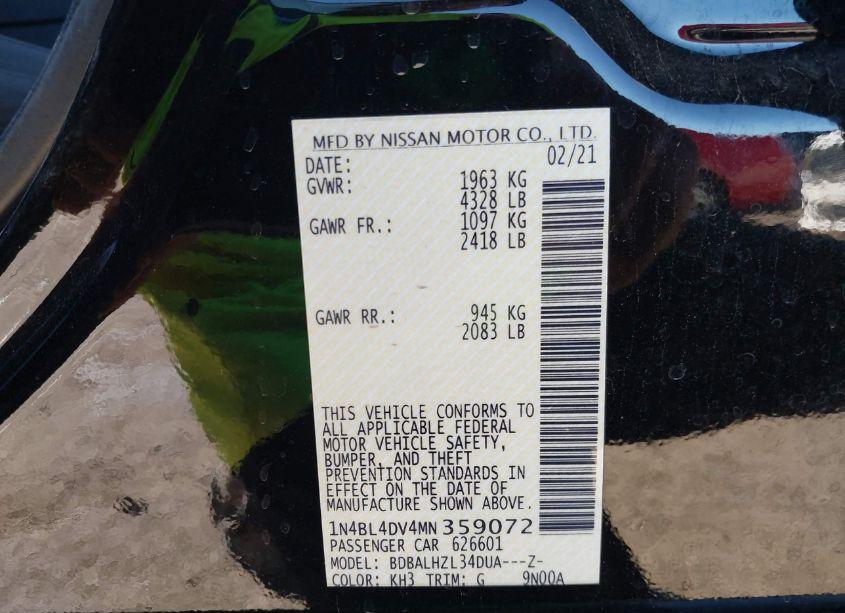 MFD BY NISSAN MOTOR CO., LTD.
DATE: 02/21
GVWR: 1963 KG
4328 LB
GAWR FR.: 1097 KG
2418 LB
GAWR RR.: 945 KG
2083 LB
THIS VEHICLE CONFORMS TO
ALL APPLICABLE FEDERAL
MOTOR VEHICLE SAFETY,
BUMPER, AND THEFT
PREVENTION STANDARDS IN
EFFECT ON THE DATE OF
MANUFACTURE SHOWN ABOVE.
1N4BL4DV4MN359072
PASSENGER CAR 626601
MODEL: BDBALHZL34DUA---Z-
COLOR: KH3 TRIM: G 9N00A